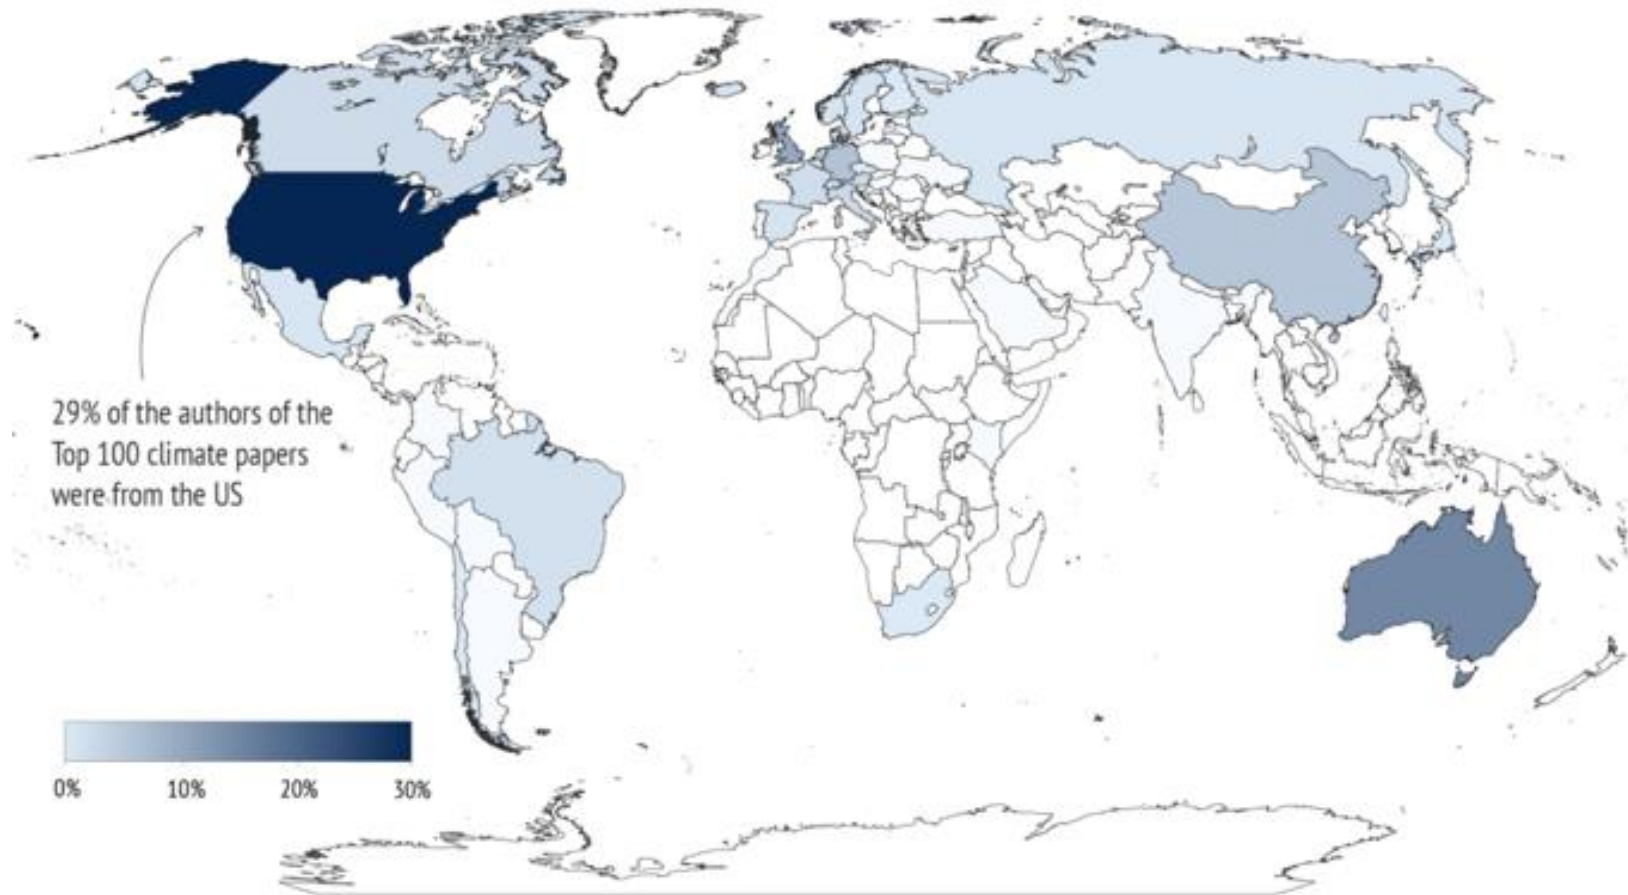 29% of the authors of the
Top 100 climate papers
were from the US
0% 10% 20% 30%